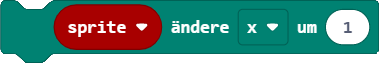 sprite ändere x um 1